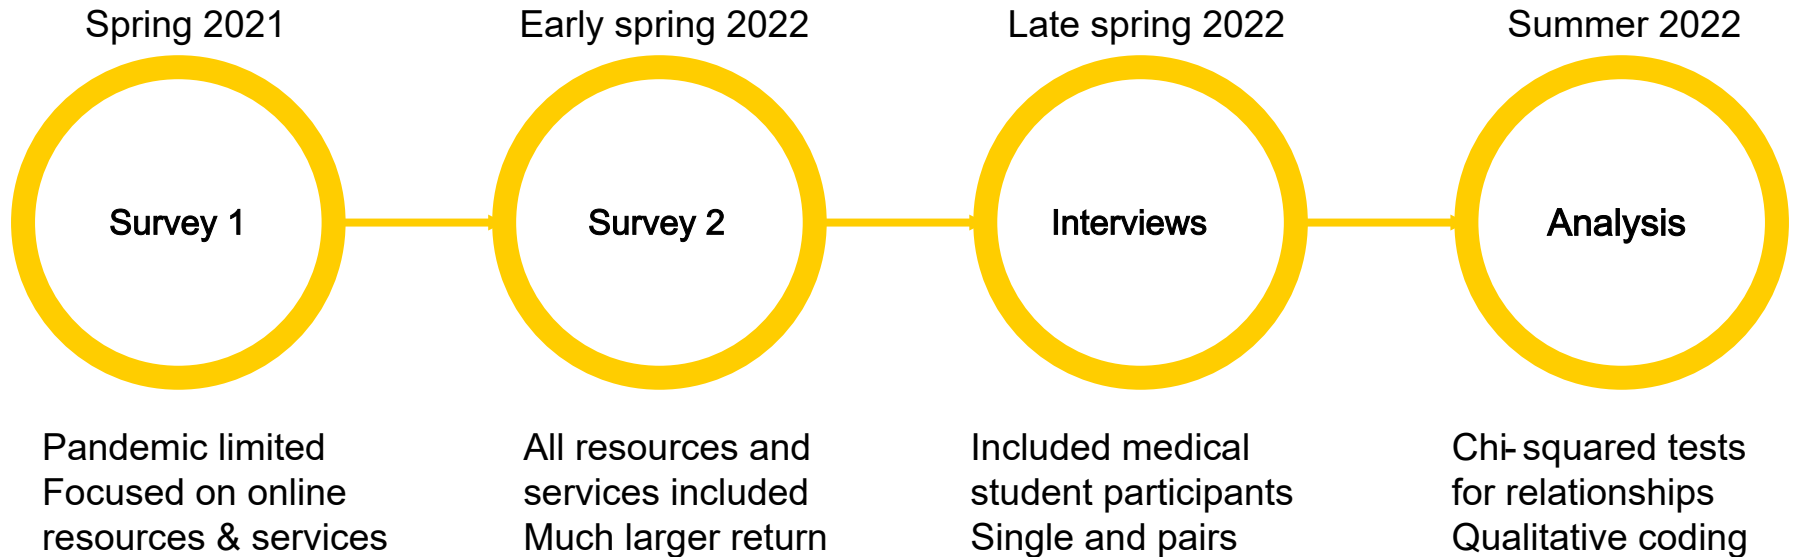 Spring 2021
Early spring 2022
Late spring 2022
Summer 2022
Survey 1
Survey 2
Interviews
Analysis
Pandemic limited
Focused on online
resources & services
All resources and
services included
Much larger return
Included medical
student participants
Single and pairs
Chi-squared tests
for relationships
Qualitative coding